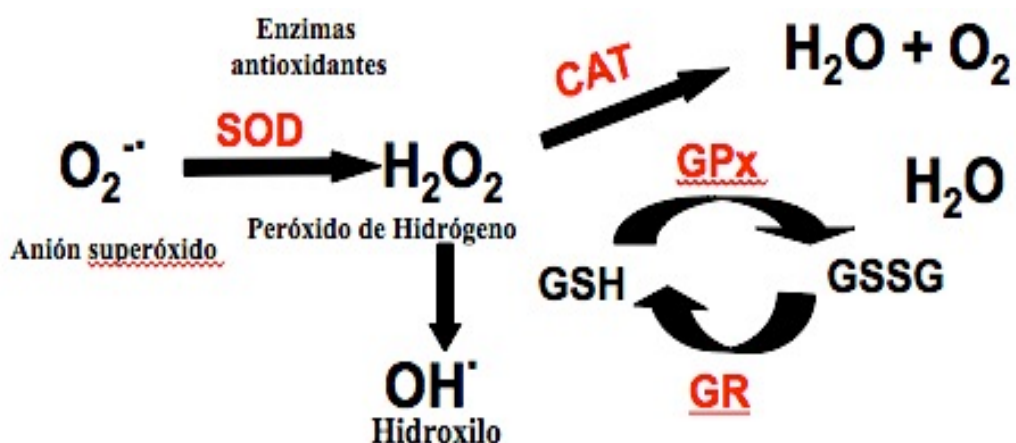 Enzimas
antioxidantes
CAT
H₂O + O₂
SOD
O₂⁻·
H₂O₂
GPx
H₂O
Anión superóxido
Peróxido de Hidrógeno
GSH
GSSG
OH·
Hidroxilo
GR